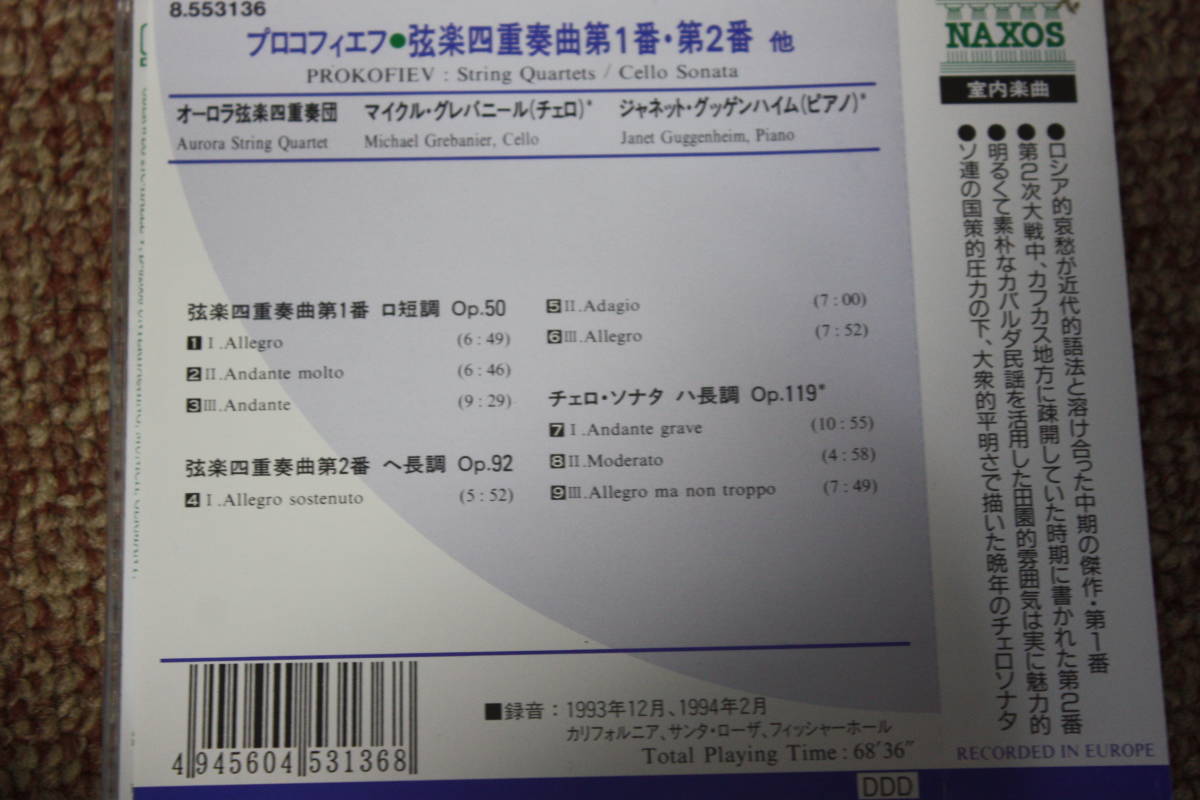 8.553136
プロコフィエフ●弦楽四重奏曲第1番・第2番 他
PROKOFIEV : String Quartets / Cello Sonata
オーロラ弦楽四重奏団 マイクル・グレバニール(チェロ)* ジャネット・グッゲンハイム(ピアノ)*
Aurora String Quartet Michael Grebanier, Cello Janet Guggenheim, Piano
弦楽四重奏曲第1番 ロ短調 Op.50
1 I.Allegro (6:49)
2 II.Andante molto (6:46)
3 III.Andante (9:29)
弦楽四重奏曲第2番 ヘ長調 Op.92
4 I.Allegro sostenuto (5:52)
5 II.Adagio (7:00)
6 III.Allegro (7:52)
チェロ・ソナタ ハ長調 Op.119*
7 I.Andante grave (10:55)
8 II.Moderato (4:58)
9 III.Allegro ma non troppo (7:49)
4 945604 531368
■録音：1993年12月、1994年2月
カリフォルニア、サンタ・ローザ、フィッシャーホール
Total Playing Time : 68'36"
DDD
NAXOS
室内楽曲
●ロシア的哀愁が近代的語法と溶け合った中期の傑作・第1番
●第2次大戦中、カフカス地方に疎開していた時期に書かれた第2番
●明るくて素朴なカバルダ民謡を活用した田園的雰囲気は実に魅力的
●ソ連の国策的圧力の下、大衆的平明さで描いた晩年のチェロソナタ
RECORDED IN EUROPE